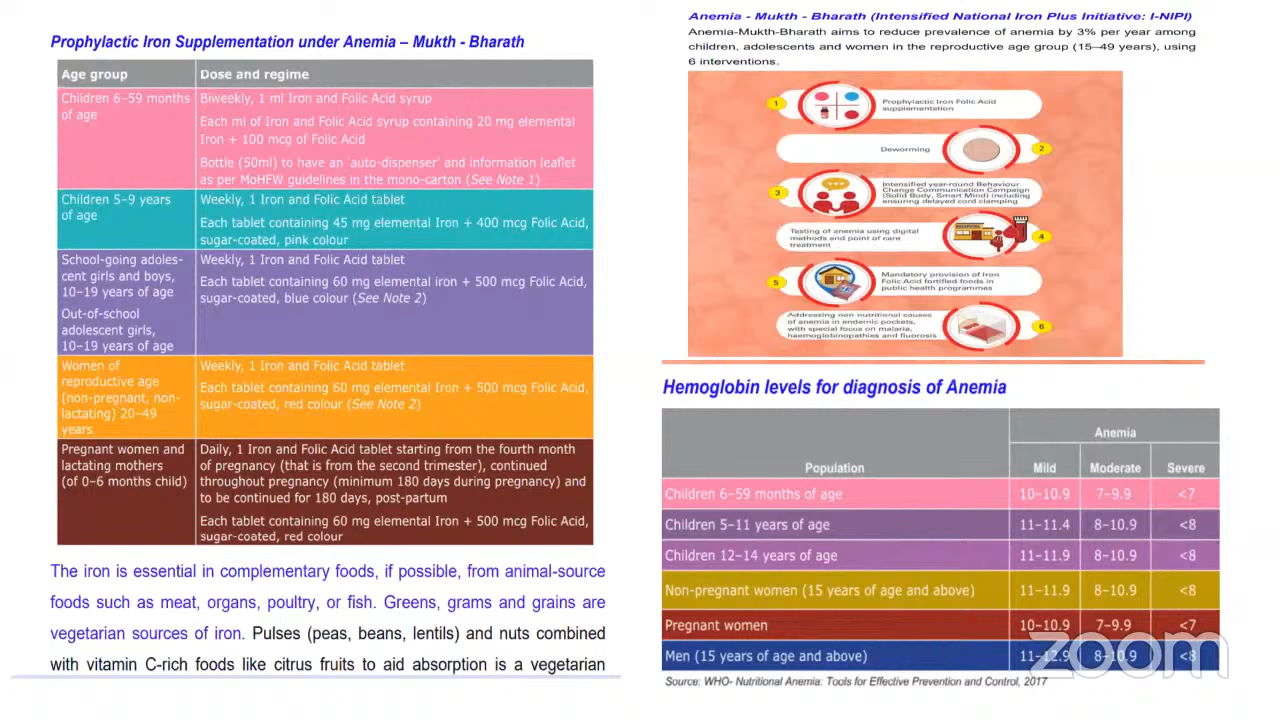 Prophylactic Iron Supplementation under Anemia – Mukth - Bharath
Age group Dose and regime
Children 6–59 months
of age
Biweekly, 1 ml Iron and Folic Acid syrup
Each ml of Iron and Folic Acid syrup containing 20 mg elemental
Iron + 100 mcg of Folic Acid
Bottle (50ml) to have an 'auto-dispenser' and information leaflet
as per MoHFW guidelines in the mono-carton (See Note 1)
Children 5–9 years
of age
Weekly, 1 Iron and Folic Acid tablet
Each tablet containing 45 mg elemental Iron + 400 mcg Folic Acid,
sugar-coated, pink colour
School-going adoles-
cent girls and boys,
10–19 years of age
Out-of-school
adolescent girls,
10–19 years of age
Weekly, 1 Iron and Folic Acid tablet
Each tablet containing 60 mg elemental iron + 500 mcg Folic Acid,
sugar-coated, blue colour (See Note 2)
Women of
reproductive age
(non-pregnant, non-
lactating) 20–49
years
Weekly, 1 Iron and Folic Acid tablet
Each tablet containing 60 mg elemental Iron + 500 mcg Folic Acid,
sugar-coated, red colour (See Note 2)
Pregnant women and
lactating mothers
(of 0–6 months child)
Daily, 1 Iron and Folic Acid tablet starting from the fourth month
of pregnancy (that is from the second trimester), continued
throughout pregnancy (minimum 180 days during pregnancy) and
to be continued for 180 days, post-partum
Each tablet containing 60 mg elemental Iron + 500 mcg Folic Acid,
sugar-coated, red colour
The iron is essential in complementary foods, if possible, from animal-source
foods such as meat, organs, poultry, or fish. Greens, grams and grains are
vegetarian sources of iron. Pulses (peas, beans, lentils) and nuts combined
with vitamin C-rich foods like citrus fruits to aid absorption is a vegetarian
Anemia - Mukth - Bharath (Intensified National Iron Plus Initiative: I-NIPI)
Anemia-Mukth-Bharath aims to reduce prevalence of anemia by 3% per year among
children, adolescents and women in the reproductive age group (15–49 years), using
6 interventions.
1
Prophylactic Iron Folic Acid
supplementation
Deworming
2
3
Intensified year-round Behaviour
Change Communication Campaign
(Solid Body, Smart Mind) including
ensuring delayed cord clamping
Testing of anemia using digital
methods and point of care
treatment
4
5
Mandatory provision of Iron
Folic Acid fortified foods in
public health programmes
Addressing non nutritional causes
of anemia in endemic pockets,
with special focus on malaria,
haemoglobinopathies and fluorosis
6
Hemoglobin levels for diagnosis of Anemia
Anemia
Population Mild Moderate Severe
Children 6–59 months of age 10–10.9 7–9.9 <7
Children 5–11 years of age 11–11.4 8–10.9 <8
Children 12–14 years of age 11–11.9 8–10.9 <8
Non-pregnant women (15 years of age and above) 11–11.9 8–10.9 <8
Pregnant women 10–10.9 7–9.9 <7
Men (15 years of age and above) 11–12.9 8–10.9 <8
zoom
Source: WHO- Nutritional Anemia: Tools for Effective Prevention and Control, 2017